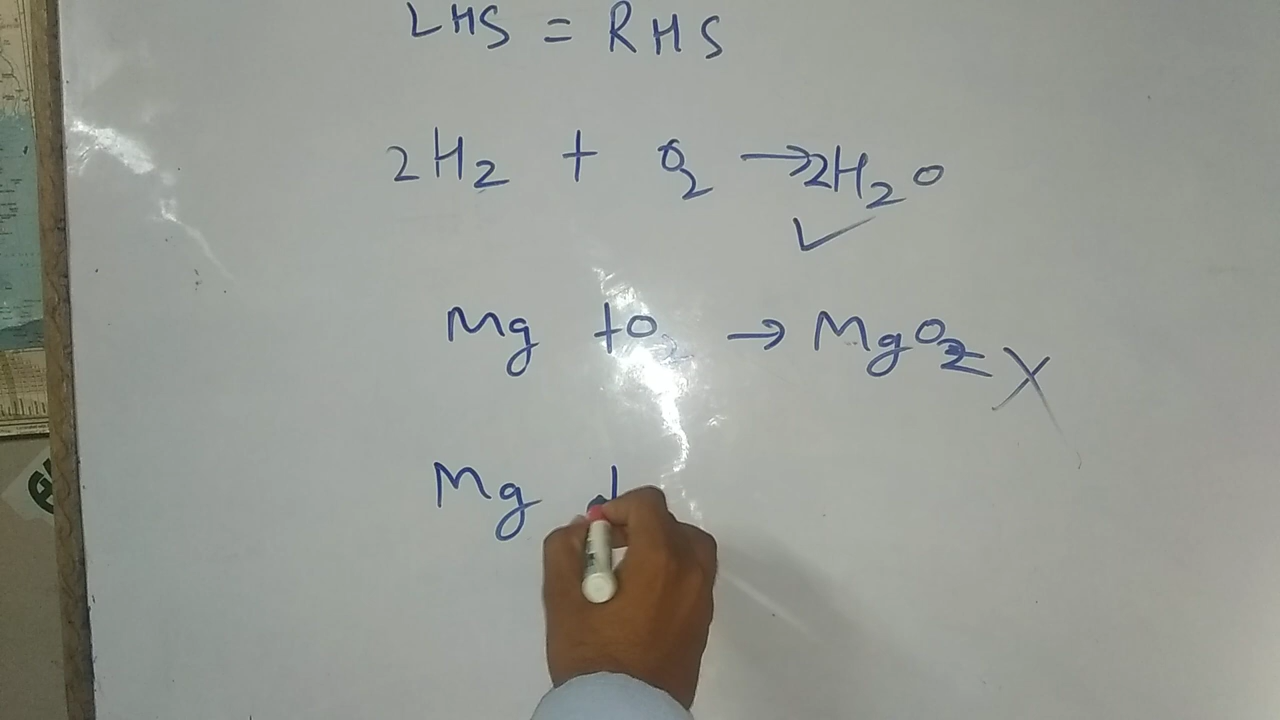 LHS = RHS
2H₂ + O₂ → 2H₂O
✓
Mg + O₂ → MgO₂ X
Mg +